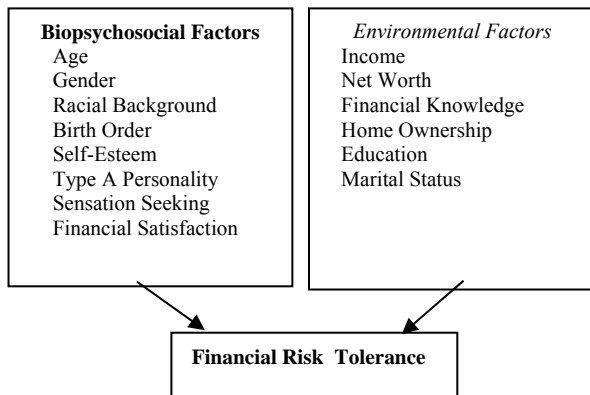 Biopsychosocial Factors
Age
Gender
Racial Background
Birth Order
Self-Esteem
Type A Personality
Sensation Seeking
Financial Satisfaction
Environmental Factors
Income
Net Worth
Financial Knowledge
Home Ownership
Education
Marital Status
Financial Risk Tolerance